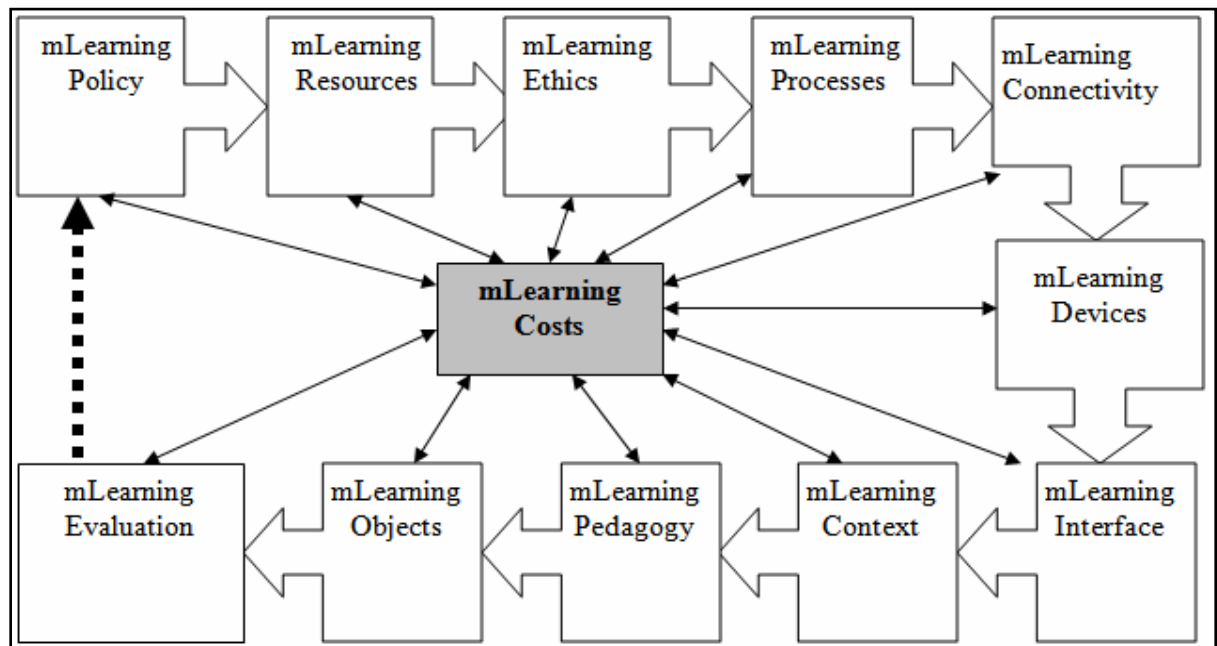 mLearning
Policy
mLearning
Resources
mLearning
Ethics
mLearning
Processes
mLearning
Connectivity
mLearning
Costs
mLearning
Devices
mLearning
Evaluation
mLearning
Objects
mLearning
Pedagogy
mLearning
Context
mLearning
Interface